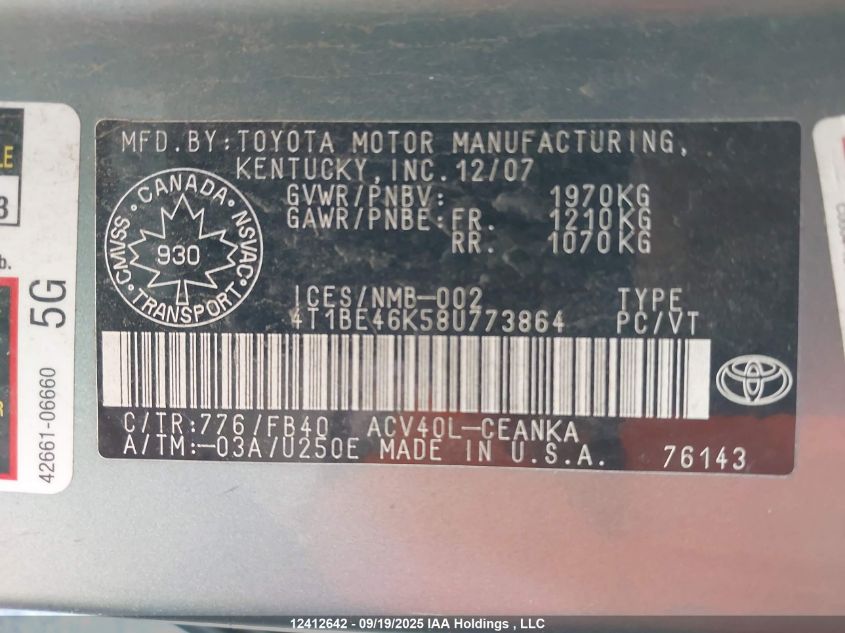 MFD.BY:TOYOTA MOTOR MANUFACTURING,
KENTUCKY,INC.12/07
GVWR/PNBV: 1970KG
GAWR/PNBE:FR. 1210KG
RR. 1070KG
CANADA
CMVSS 930 NSVAC
TRANSPORT
ICES/NMB-002 TYPE
4T1BE46K58U773864 PC/VT
C/TR:776/FB40 ACV40L-CEANKA
A/TM:-03A/U250E MADE IN U.S.A. 76143
5G
42661-06660
LE
3
b.
R
12412642 - 09/19/2025 IAA Holdings , LLC